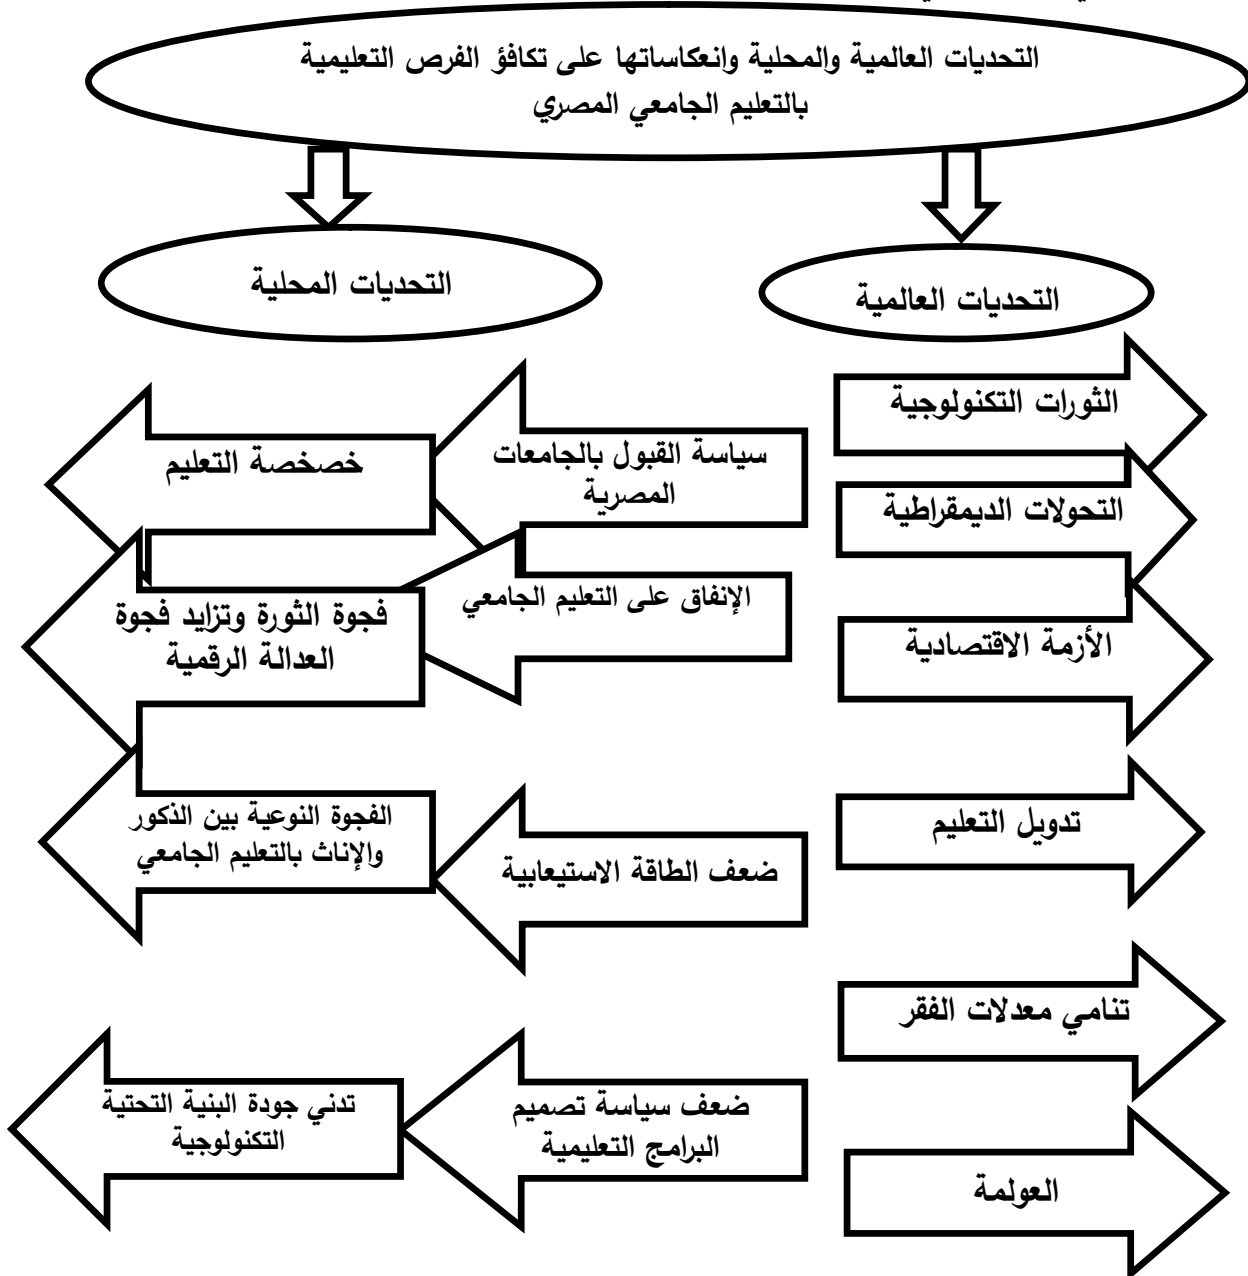 التحديات العالمية والمحلية وانعكاساتها على تكافؤ الفرص التعليمية
بالتعليم الجامعي المصري
التحديات العالمية
التحديات المحلية
الثورات التكنولوجية
التحولات الديمقراطية
الأزمة الاقتصادية
تدويل التعليم
تنامي معدلات الفقر
العولمة
سياسة القبول بالجامعات
المصرية
خصخصة التعليم
الإنفاق على التعليم الجامعي
فجوة الثورة وتزايد فجوة
العدالة الرقمية
ضعف الطاقة الاستيعابية
الفجوة النوعية بين الذكور
والإناث بالتعليم الجامعي
ضعف سياسة تصميم
البرامج التعليمية
تدني جودة البنية التحتية
التكنولوجية